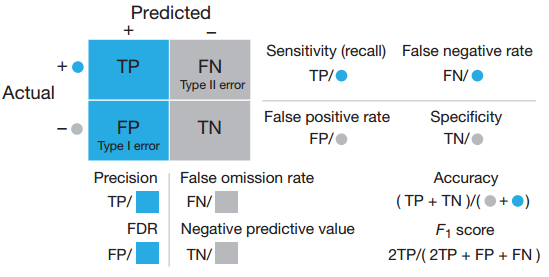 Predicted
+ −
Actual
+ TP FN
Type II error
− FP TN
Type I error
Sensitivity (recall) False negative rate
TP/ FN/
False positive rate Specificity
FP/ TN/
Precision False omission rate
TP/ FN/
FDR Negative predictive value
FP/ TN/
Accuracy
( TP + TN )/( + )
F1 score
2TP/( 2TP + FP + FN )